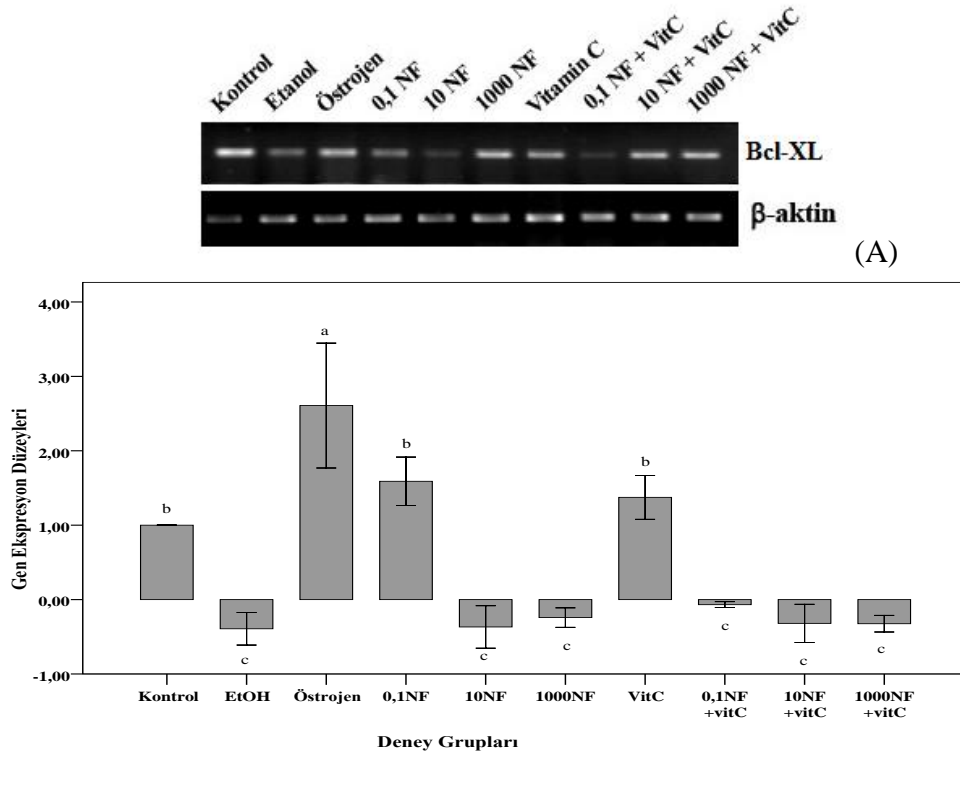 Kontrol
Etanol
Östrojen
0,1 NF
10 NF
1000 NF
Vitamin C
0,1 NF + VitC
10 NF + VitC
1000 NF + VitC
Bcl-XL
β-aktin
(A)
Gen Ekspresyon Düzeyleri
4,00
3,00
2,00
1,00
0,00
-1,00
b
c
a
b
c
c
b
c
c
c
Kontrol
EtOH
Östrojen
0,1NF
10NF
1000NF
VitC
0,1NF
+vitC
10NF
+vitC
1000NF
+vitC
Deney Grupları